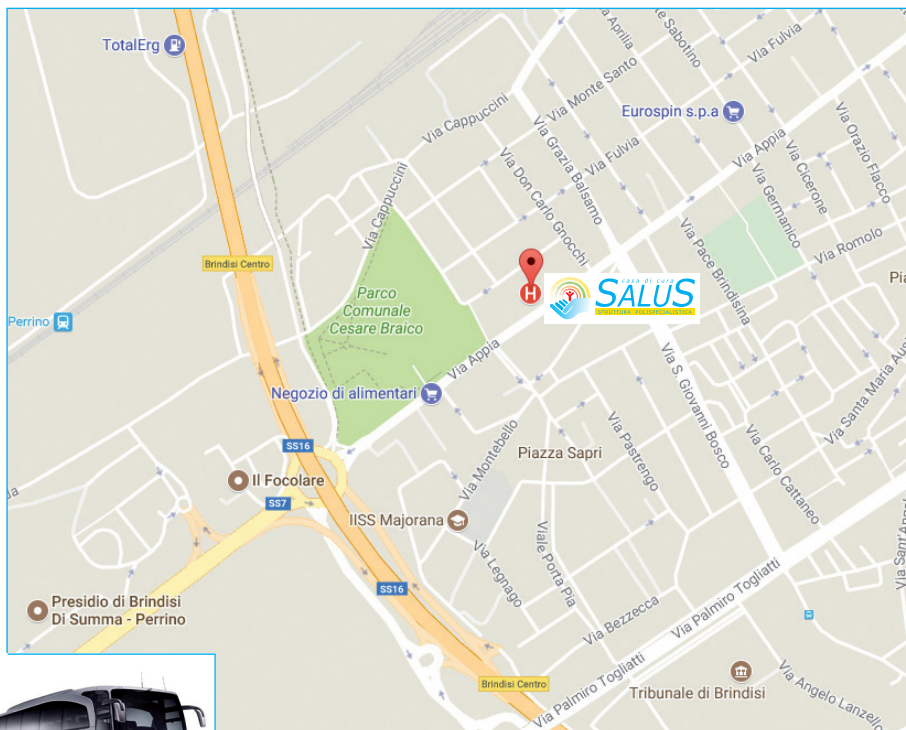 TotalErg
Via Aprilia
Via Sabotino
Via Fulvia
Via Monte Santo
Eurospin s.p.a
Via Cappuccini
Via Grazia Balsamo
Via Fulvia
Via Appia
Via Orazio Flacco
Via Cicerone
Via Germanico
Via Don Carlo Gnocchi
Via Cappuccini
Via Pace Brindisina
Via Romolo
Brindisi Centro
Parco
Comunale
Cesare Braico
H
casa di cura
SALUS
STRUTTURA POLISPECIALISTICA
Perrino
Via Appia
Negozio di alimentari
Via S. Giovanni Bosco
SS16
Piazza Sapri
Via Pastrengo
Via Montebello
Via Carlo Cattaneo
Il Focolare
SS7
IISS Majorana
Viale Porta Pia
Via Legnago
SS16
Via Bezzecca
Via Palmiro Togliatti
Presidio di Brindisi
Di Summa - Perrino
Brindisi Centro
Via Palmiro Togliatti
Tribunale di Brindisi
Via Angelo Lanzello